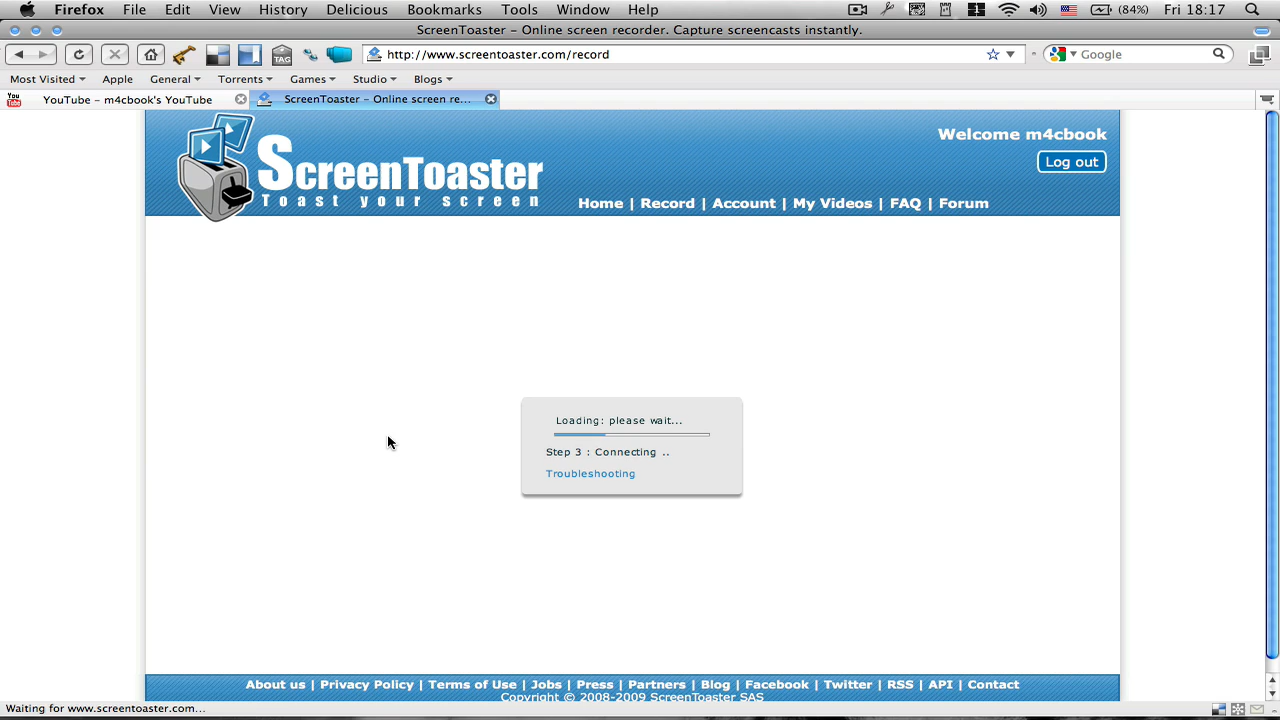 Firefox File Edit View History Delicious Bookmarks Tools Window Help (84%) Fri 18:17
ScreenToaster – Online screen recorder. Capture screencasts instantly.
TAG http://www.screentoaster.com/record Google
Most Visited Apple General Torrents Games Studio Blogs
You Tube YouTube – m4cbook's YouTube ScreenToaster – Online screen re...
Welcome m4cbook
Log out
ScreenToaster
Toast your screen
Home | Record | Account | My Videos | FAQ | Forum
Loading: please wait...
Step 3 : Connecting ..
Troubleshooting
About us | Privacy Policy | Terms of Use | Jobs | Press | Partners | Blog | Facebook | Twitter | RSS | API | Contact
Copyright © 2008-2009 ScreenToaster SAS
Waiting for www.screentoaster.com...